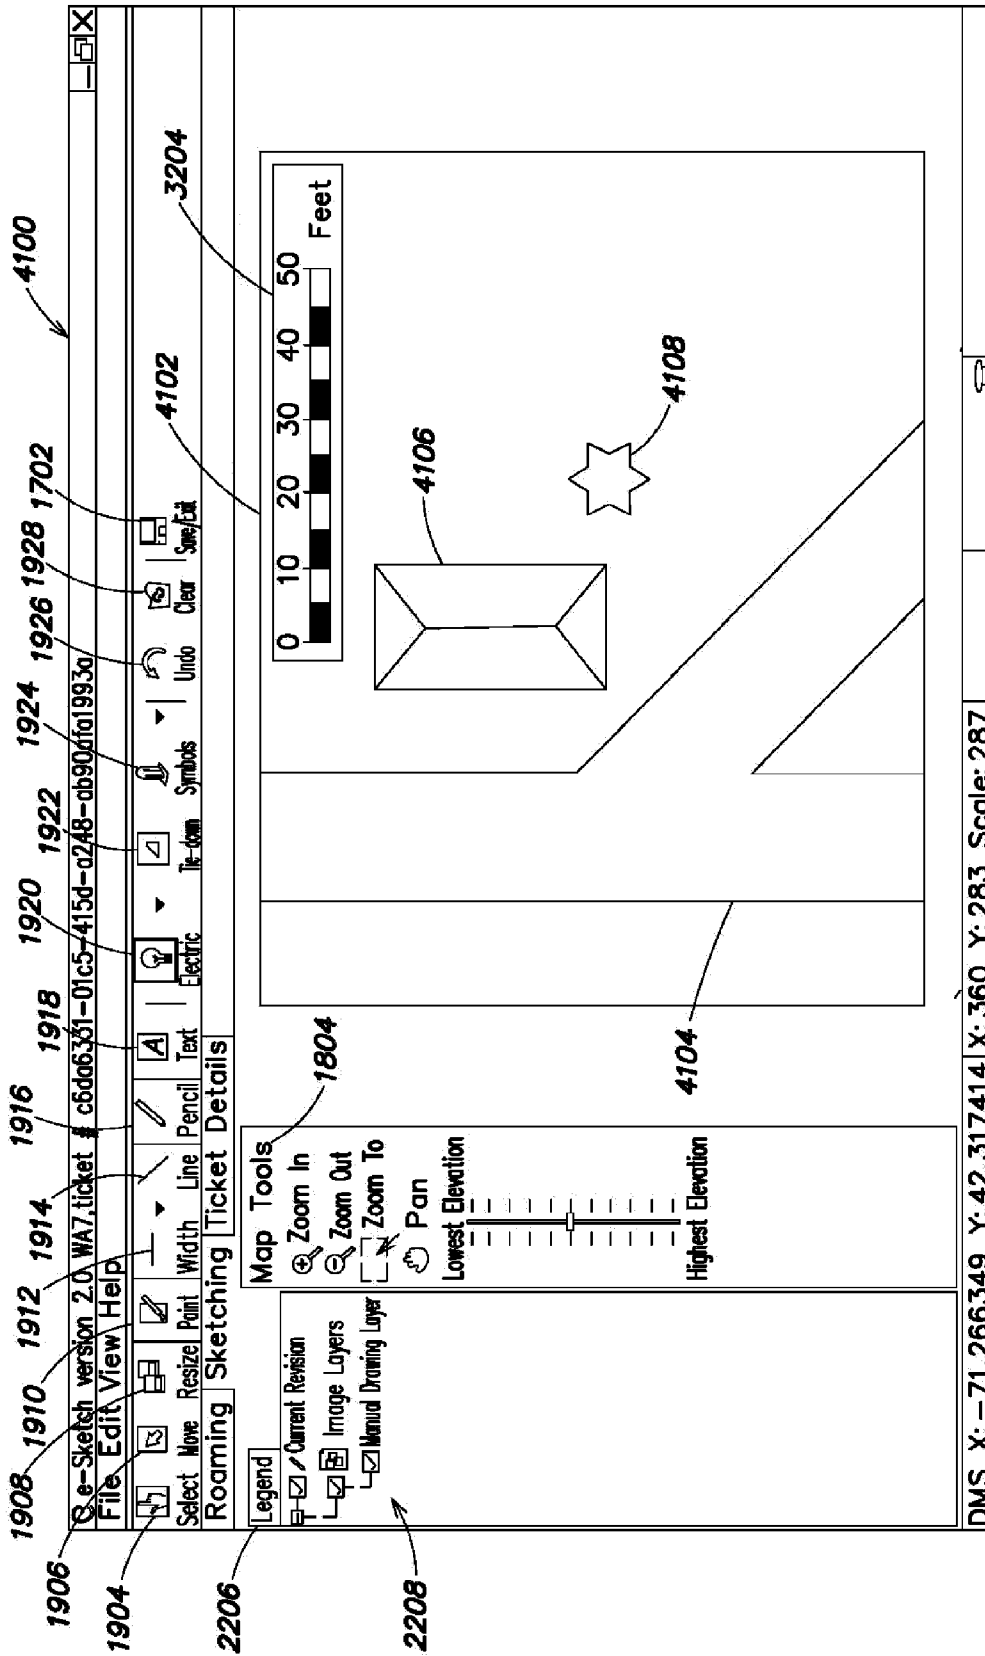 4100
1908 1910 1912 1914 1916 1918 1920 1922 1924 1926 1928 1702
1906
1904
e-Sketch version 2.0 WA7, ticket # c6da6331-01c5-415d-a248-ab90dfa1993a
File Edit View Help
Select Move Resize Paint Width Line Pencil Text Electric Tie-down Symbols Undo Clear Save/Exit
Roaming Sketching Ticket Details
4102
3204
2206
Legend
Current Revision
Image Layers
Manual Drawing Layer
2208
Map Tools
1804
Zoom In
Zoom Out
Zoom To
Pan
Lowest Elevation
Highest Elevation
0 10 20 30 40 50
Feet
4106
4108
4104
DMS X: -71.266349 Y: 42.317414 X: 360 Y: 283 Scale: 287